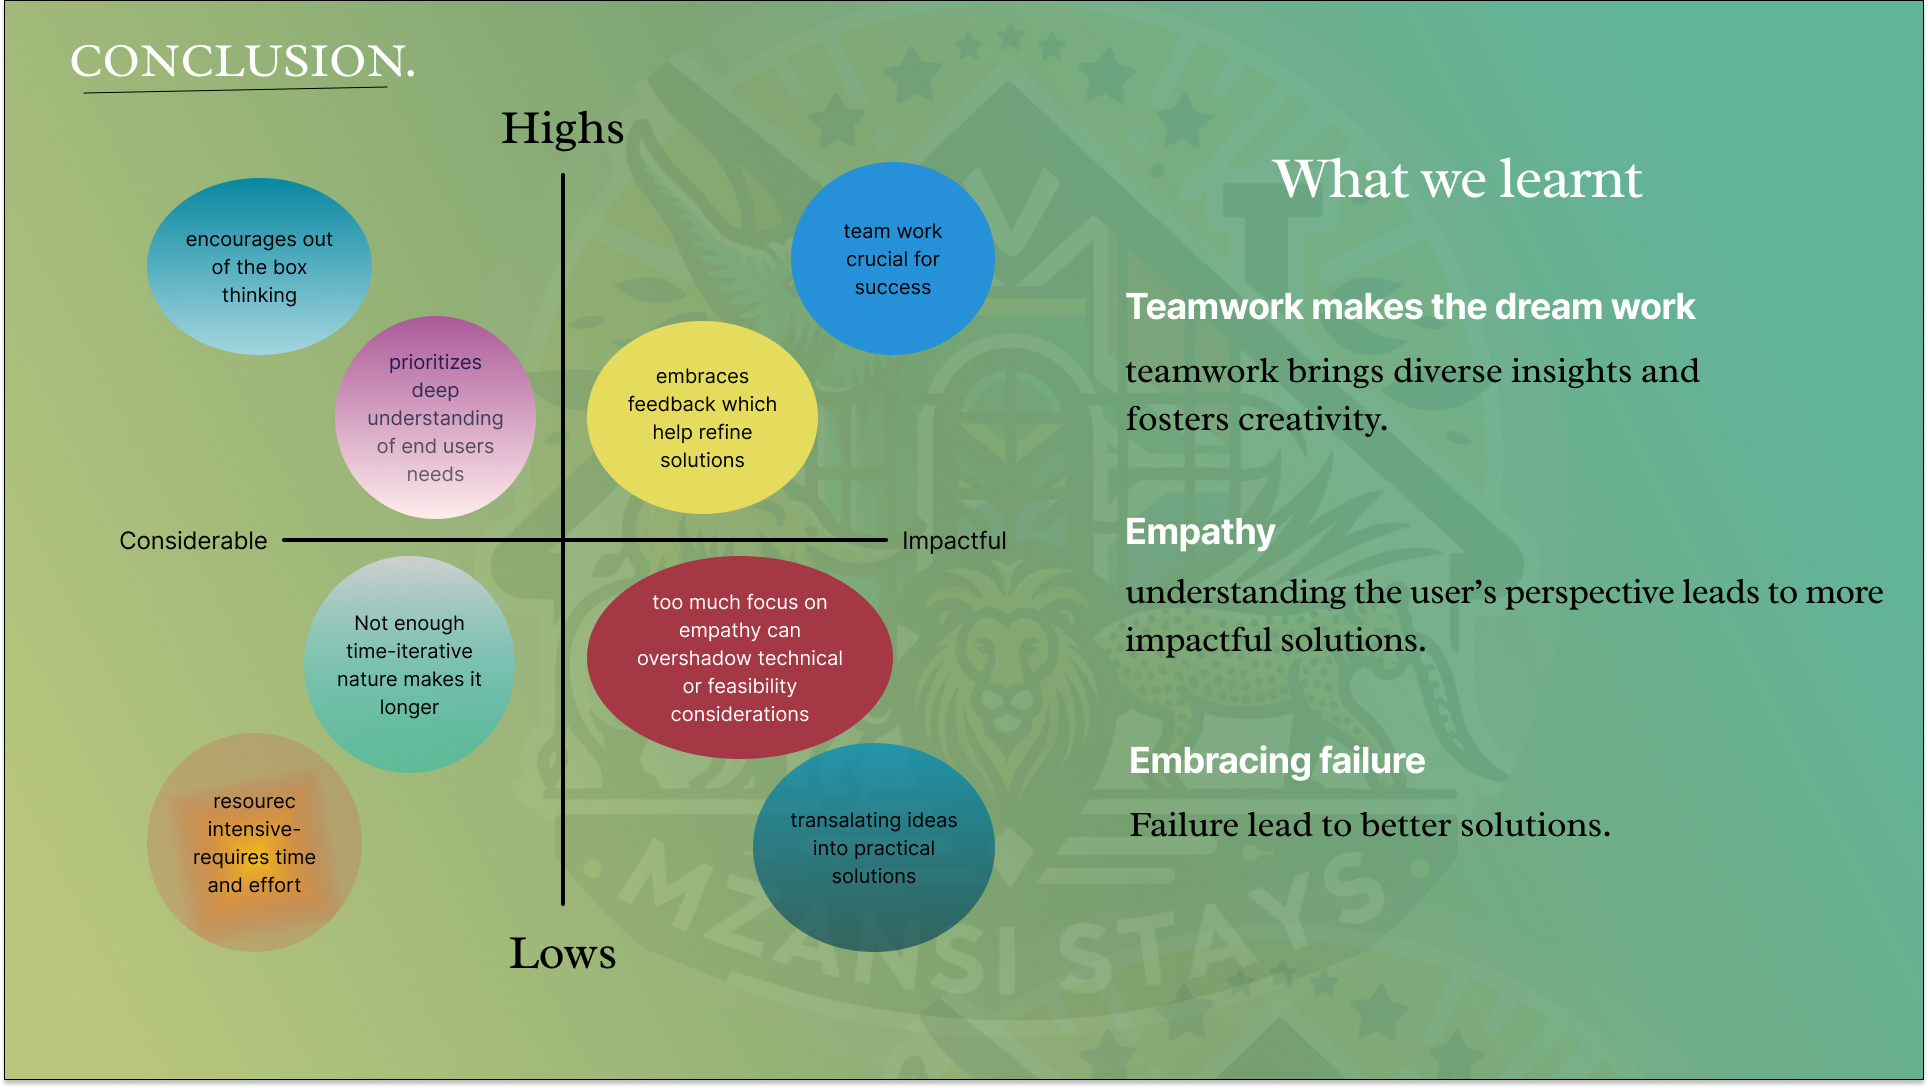 CONCLUSION.
Highs
encourages out
of the box
thinking
team work
crucial for
success
prioritizes
deep
understanding
of end users
needs
embraces
feedback which
help refine
solutions
Considerable
Impactful
Not enough
time-iterative
nature makes it
longer
too much focus on
empathy can
overshadow technical
or feasibility
considerations
resourec
intensive-
requires time
and effort
transalating ideas
into practical
solutions
Lows
What we learnt
Teamwork makes the dream work
teamwork brings diverse insights and
fosters creativity.
Empathy
understanding the user’s perspective leads to more
impactful solutions.
Embracing failure
Failure lead to better solutions.
MZANSI STAYS